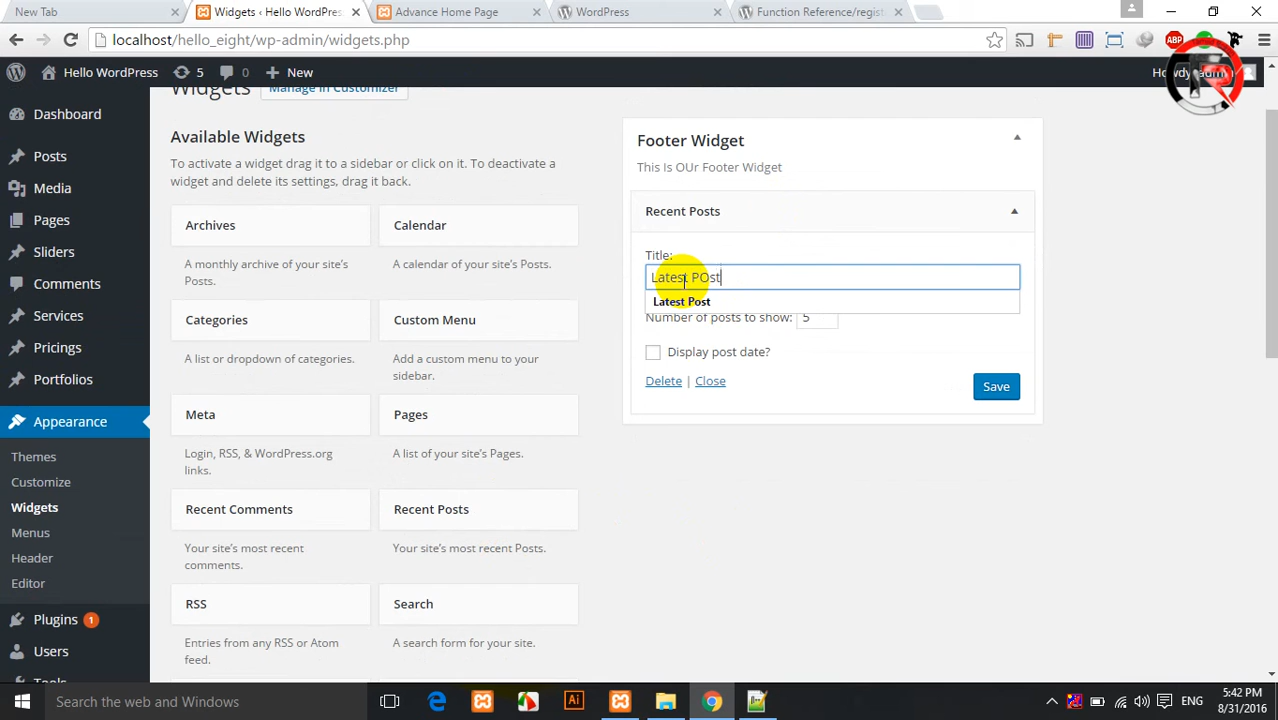 New Tab
Widgets ‹ Hello WordPres
Advance Home Page
WordPress
Function Reference/regist
localhost/hello_eight/wp-admin/widgets.php
ABP
Hello WordPress
5
0
New
Widgets
Manage in Customizer
Dashboard
Posts
Media
Pages
Sliders
Comments
Services
Pricings
Portfolios
Appearance
Themes
Customize
Widgets
Menus
Header
Editor
Plugins 1
Users
Available Widgets
To activate a widget drag it to a sidebar or click on it. To deactivate a
widget and delete its settings, drag it back.
Archives
A monthly archive of your site's
Posts.
Calendar
A calendar of your site's Posts.
Categories
A list or dropdown of categories.
Custom Menu
Add a custom menu to your
sidebar.
Meta
Login, RSS, & WordPress.org
links.
Pages
A list of your site's Pages.
Recent Comments
Your site's most recent
comments.
Recent Posts
Your site's most recent Posts.
RSS
Entries from any RSS or Atom
feed.
Search
A search form for your site.
Footer Widget
This Is OUr Footer Widget
Recent Posts
Title:
Latest POst
Latest Post
Number of posts to show: 5
Display post date?
Delete | Close
Save
Search the web and Windows
Ai
ENG
5:42 PM
8/31/2016